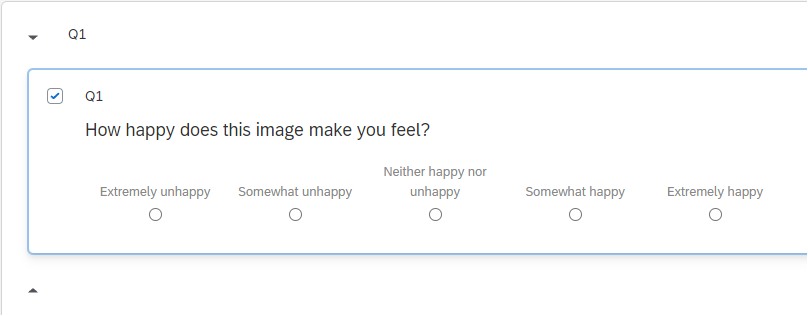 Q1
Q1
How happy does this image make you feel?
Extremely unhappy
Somewhat unhappy
Neither happy nor
unhappy
Somewhat happy
Extremely happy